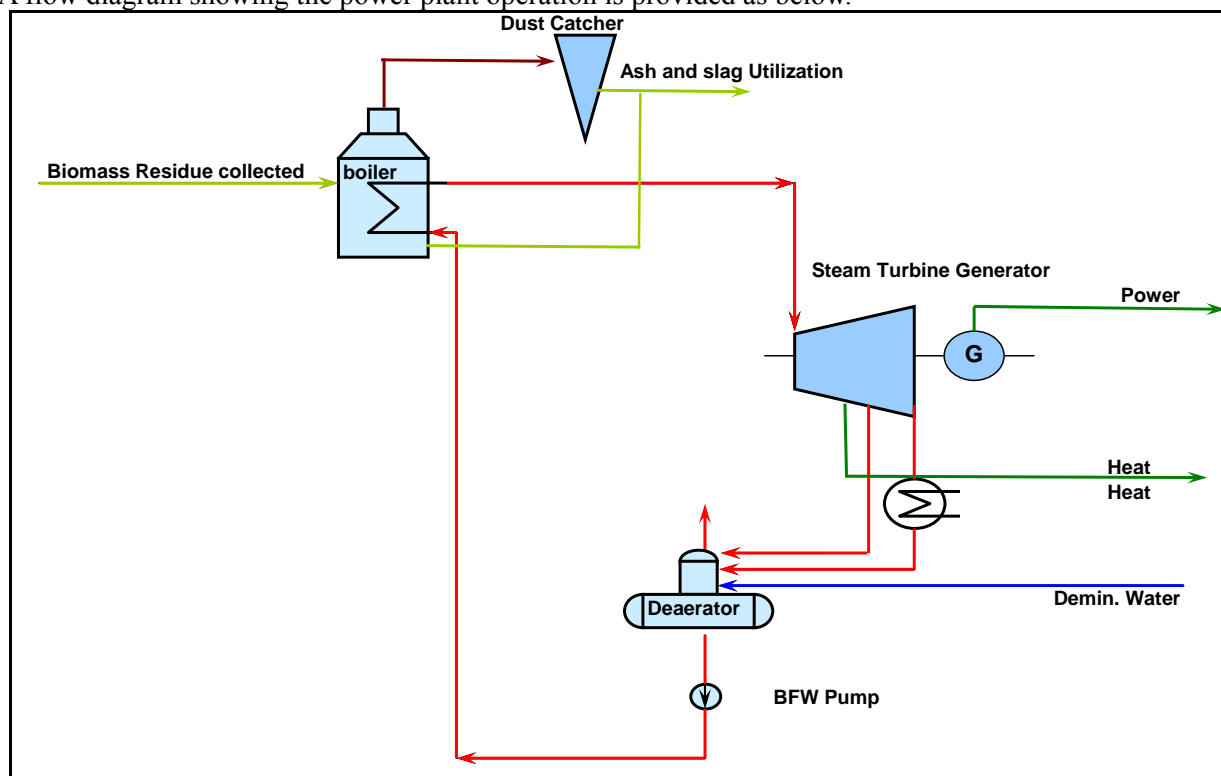 A flow diagram showing the power plant operation is provided as below.
Dust Catcher
Ash and slag Utilization
Biomass Residue collected
boiler
Steam Turbine Generator
Power
G
Heat
Heat
Deaerator
Demin. Water
BFW Pump